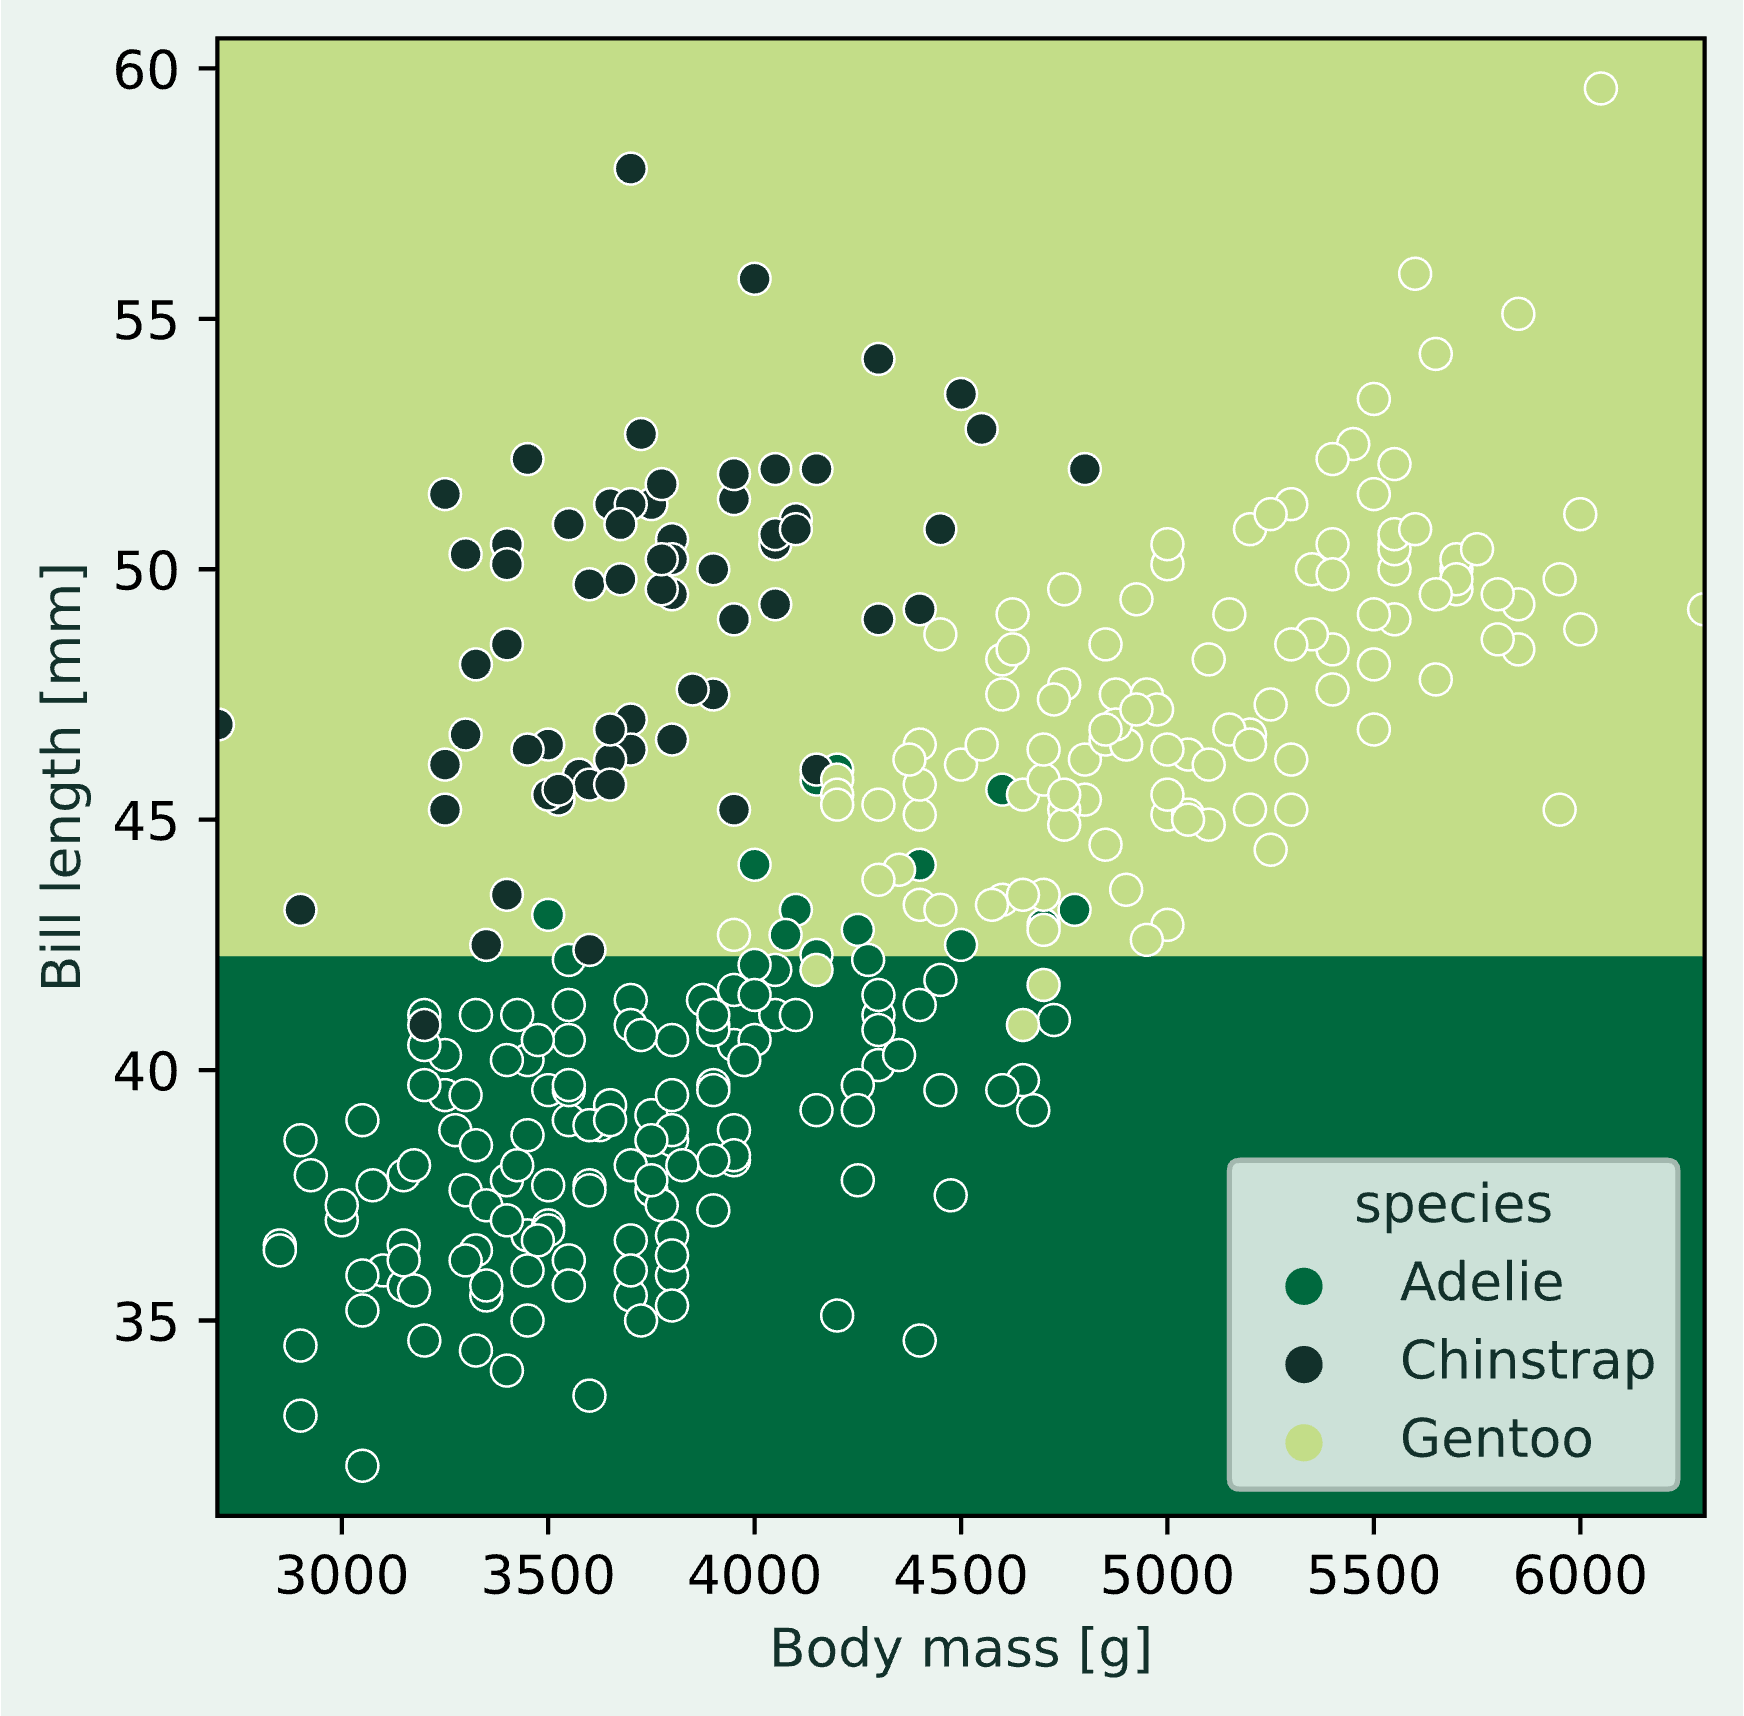 60
55
50
45
40
35
Bill length [mm]
species
Adelie
Chinstrap
Gentoo
3000 3500 4000 4500 5000 5500 6000
Body mass [g]